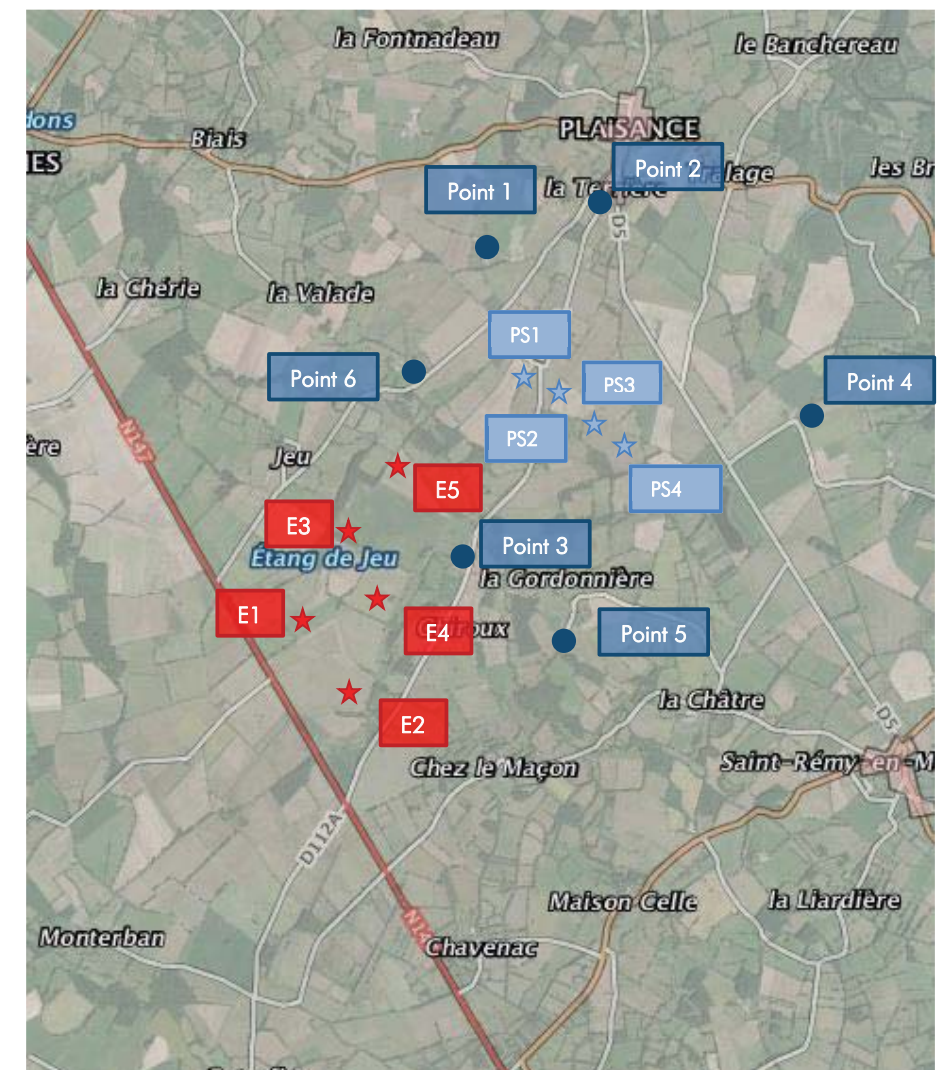 la Fontnadeau
le Banchereau
PLAISANCE
Biais
Point 2
les Br
Point 1
D5
la Chérie
la Valade
PS1
Point 6
PS3
Point 4
N147
PS2
Jeu
E5
PS4
E3
Étang de Jeu
Point 3
la Gordonnière
E1
E4
Point 5
la Châtre
E2
D5
Chez le Maçon
Saint-Rémy-en-M
D112A
Maison Celle
la Liardière
Monterban
Chavenac